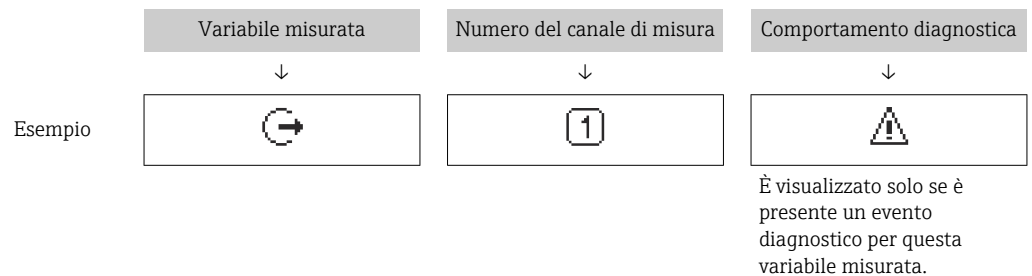 Variabile misurata
Numero del canale di misura
Comportamento diagnostica
↓
↓
↓
Esempio
1
È visualizzato solo se è
presente un evento
diagnostico per questa
variabile misurata.